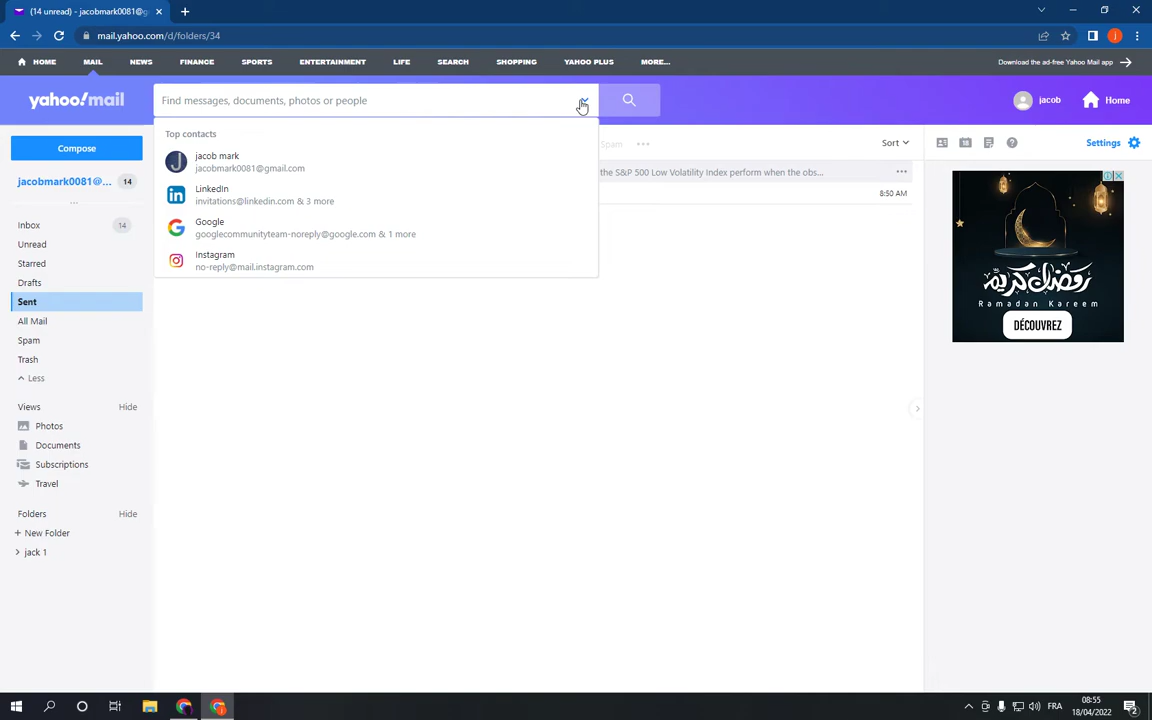 (14 unread) - jacobmark0081@g
mail.yahoo.com/d/folders/34
j
HOME MAIL NEWS FINANCE SPORTS ENTERTAINMENT LIFE SEARCH SHOPPING YAHOO PLUS MORE... Download the ad-free Yahoo Mail app
yahoo!mail Find messages, documents, photos or people jacob Home
Compose
jacobmark0081@... 14
...
Inbox 14
Unread
Starred
Drafts
Sent
All Mail
Spam
Trash
Less
Views Hide
Photos
Documents
Subscriptions
Travel
Folders Hide
+ New Folder
jack 1
Top contacts
J jacob mark
jacobmark0081@gmail.com
in LinkedIn
invitations@linkedin.com & 3 more
G Google
googlecommunityteam-noreply@google.com & 1 more
Instagram
no-reply@mail.instagram.com
Spam ••• Sort
the S&P 500 Low Volatility Index perform when the obs... •••
8:50 AM
Settings
رمضان كريم
Ramadan Kareem
DÉCOUVREZ
FRA
08:55
18/04/2022
2